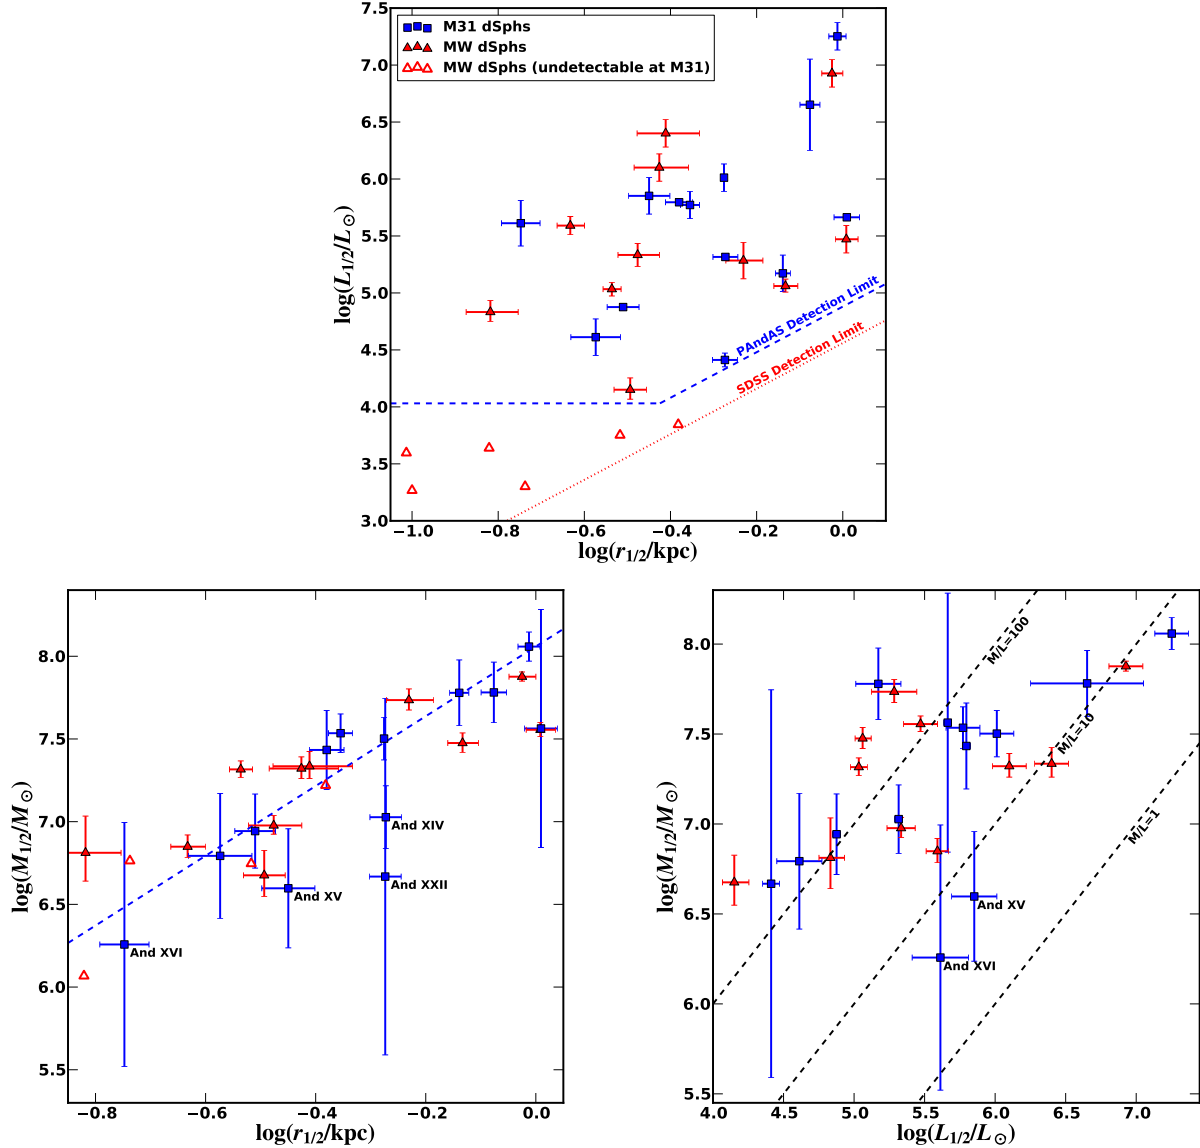 7.5
M31 dSphs
MW dSphs
MW dSphs (undetectable at M31)
7.0
6.5
6.0
5.5
5.0
4.5
4.0
3.5
3.0
log(L1/2/L⊙)
PAndAS Detection Limit
SDSS Detection Limit
−1.0 −0.8 −0.6 −0.4 −0.2 0.0
log(r1/2/kpc)
8.0
7.5
7.0
6.5
6.0
5.5
log(M1/2/M⊙)
And XIV
And XXII
And XV
And XVI
−0.8 −0.6 −0.4 −0.2 0.0
log(r1/2/kpc)
8.0
7.5
7.0
6.5
6.0
5.5
log(M1/2/M⊙)
M/L=100
M/L=10
M/L=1
And XV
And XVI
4.0 4.5 5.0 5.5 6.0 6.5 7.0
log(L1/2/L⊙)